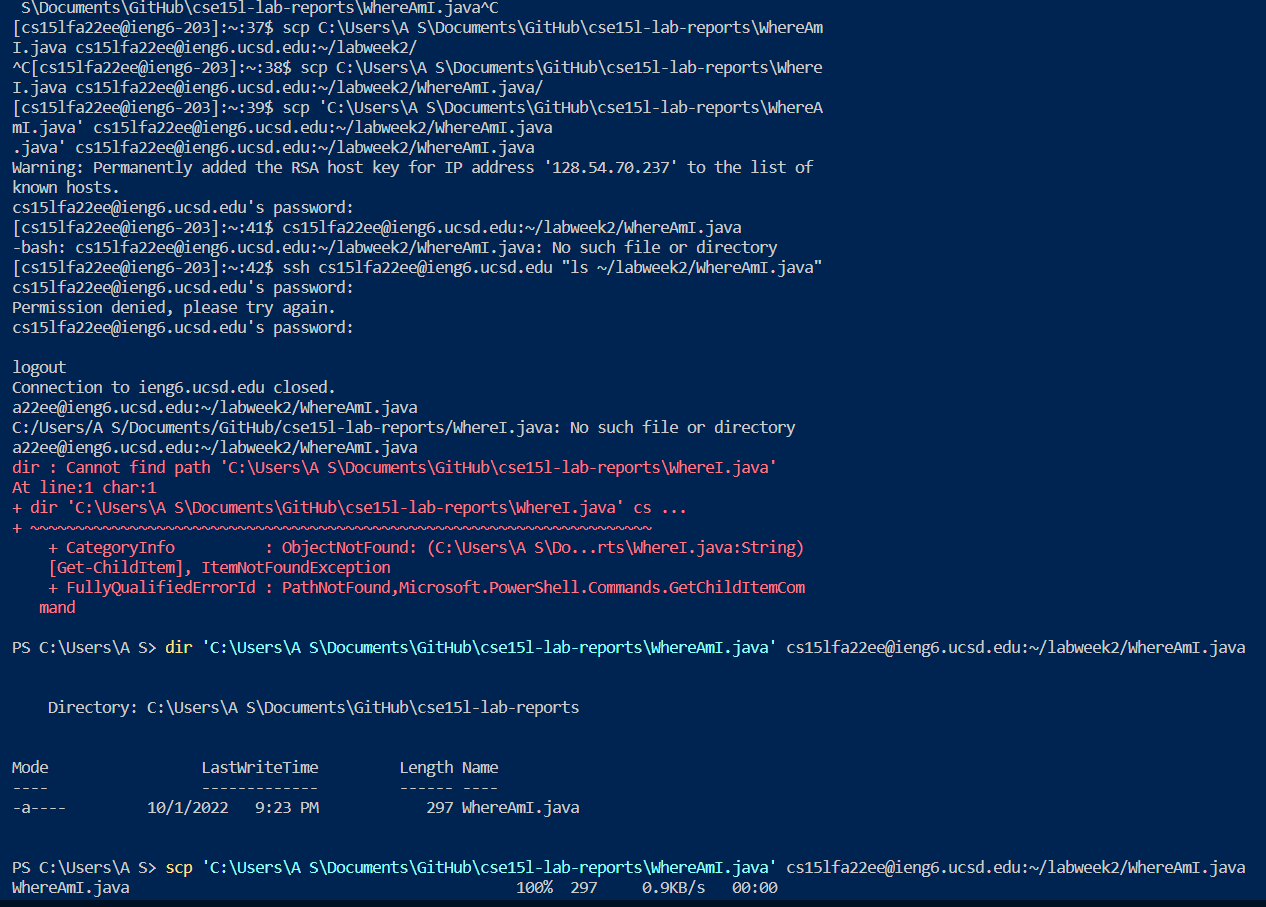 S\Documents\GitHub\cse15l-lab-reports\WhereAmI.java^C
[cs15lfa22ee@ieng6-203]:~:37$ scp C:\Users\A S\Documents\GitHub\cse15l-lab-reports\WhereAm
I.java cs15lfa22ee@ieng6.ucsd.edu:~/labweek2/
^C[cs15lfa22ee@ieng6-203]:~:38$ scp C:\Users\A S\Documents\GitHub\cse15l-lab-reports\Where
I.java cs15lfa22ee@ieng6.ucsd.edu:~/labweek2/WhereAmI.java/
[cs15lfa22ee@ieng6-203]:~:39$ scp 'C:\Users\A S\Documents\GitHub\cse15l-lab-reports\WhereA
mI.java' cs15lfa22ee@ieng6.ucsd.edu:~/labweek2/WhereAmI.java
.java' cs15lfa22ee@ieng6.ucsd.edu:~/labweek2/WhereAmI.java
Warning: Permanently added the RSA host key for IP address '128.54.70.237' to the list of
known hosts.
cs15lfa22ee@ieng6.ucsd.edu's password:
[cs15lfa22ee@ieng6-203]:~:41$ cs15lfa22ee@ieng6.ucsd.edu:~/labweek2/WhereAmI.java
-bash: cs15lfa22ee@ieng6.ucsd.edu:~/labweek2/WhereAmI.java: No such file or directory
[cs15lfa22ee@ieng6-203]:~:42$ ssh cs15lfa22ee@ieng6.ucsd.edu "ls ~/labweek2/WhereAmI.java"
cs15lfa22ee@ieng6.ucsd.edu's password:
Permission denied, please try again.
cs15lfa22ee@ieng6.ucsd.edu's password:
logout
Connection to ieng6.ucsd.edu closed.
a22ee@ieng6.ucsd.edu:~/labweek2/WhereAmI.java
C:/Users/A S/Documents/GitHub/cse15l-lab-reports/WhereI.java: No such file or directory
a22ee@ieng6.ucsd.edu:~/labweek2/WhereAmI.java
dir : Cannot find path 'C:\Users\A S\Documents\GitHub\cse15l-lab-reports\WhereI.java'
At line:1 char:1
+ dir 'C:\Users\A S\Documents\GitHub\cse15l-lab-reports\WhereI.java' cs ...
+ ~~~~~~~~~~~~~~~~~~~~~~~~~~~~~~~~~~~~~~~~~~~~~~~~~~~~~~~~~~~~~~~~~~~~~
+ CategoryInfo : ObjectNotFound: (C:\Users\A S\Do...rts\WhereI.java:String)
[Get-ChildItem], ItemNotFoundException
+ FullyQualifiedErrorId : PathNotFound,Microsoft.PowerShell.Commands.GetChildItemCom
mand
PS C:\Users\A S> dir 'C:\Users\A S\Documents\GitHub\cse15l-lab-reports\WhereAmI.java' cs15lfa22ee@ieng6.ucsd.edu:~/labweek2/WhereAmI.java
Directory: C:\Users\A S\Documents\GitHub\cse15l-lab-reports
Mode LastWriteTime Length Name
---- ------------- ------ ----
-a---- 10/1/2022 9:23 PM 297 WhereAmI.java
PS C:\Users\A S> scp 'C:\Users\A S\Documents\GitHub\cse15l-lab-reports\WhereAmI.java' cs15lfa22ee@ieng6.ucsd.edu:~/labweek2/WhereAmI.java
WhereAmI.java 100% 297 0.9KB/s 00:00